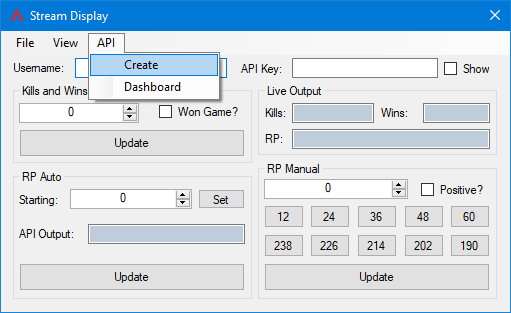 Stream Display
File View API
Create
Dashboard
Username: API Key: Show
Kills and Wins
0 Won Game?
Update
Live Output
Kills: Wins:
RP:
RP Auto
Starting: 0 Set
API Output:
Update
RP Manual
0 Positive?
12 24 36 48 60
238 226 214 202 190
Update